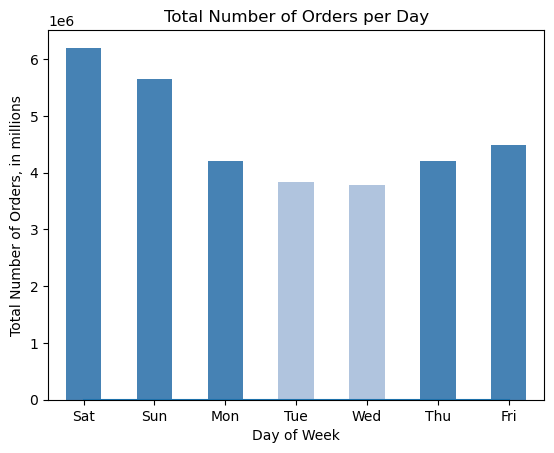 Total Number of Orders per Day
1e6
Total Number of Orders, in millions
6
5
4
3
2
1
0
Sat Sun Mon Tue Wed Thu Fri
Day of Week